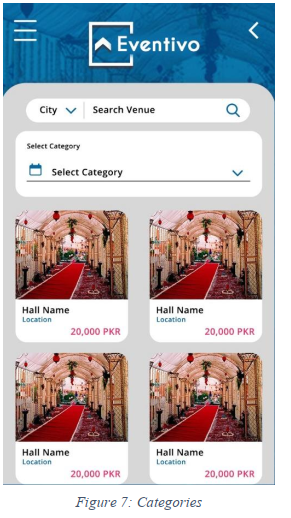 Eventivo
City Search Venue
Select Category
Select Category
Hall Name Hall Name
Location Location
20,000 PKR 20,000 PKR
Hall Name Hall Name
Location Location
20,000 PKR 20,000 PKR
Figure 7: Categories